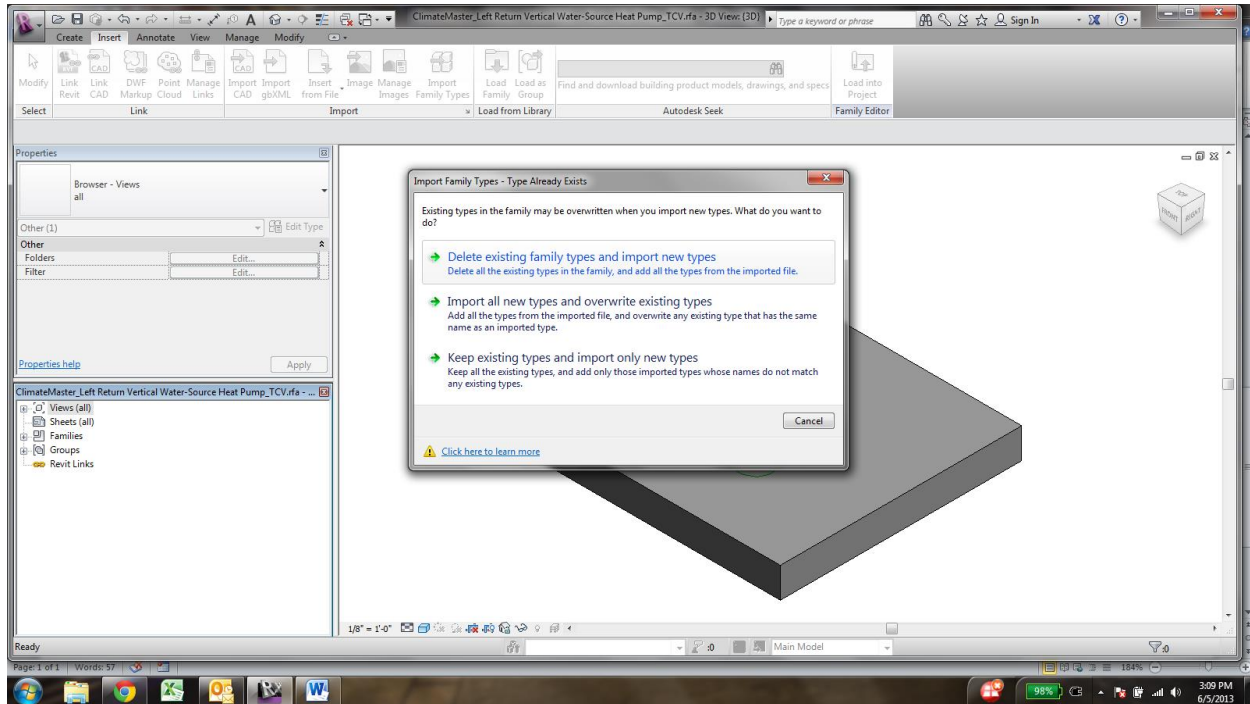 ClimateMaster_Left Return Vertical Water-Source Heat Pump_TCV.rfa - 3D View: {3D}
Type a keyword or phrase
Sign In
Create Insert Annotate View Manage Modify
Modify
Link Revit
Link CAD
DWF Markup
Point Cloud
Manage Links
Import CAD
Import gbXML
Insert from File
Image
Manage Images
Import Family Types
Load Family
Load as Group
Find and download building product models, drawings, and specs
Load into Project
Select
Link
Import
Load from Library
Autodesk Seek
Family Editor
Properties
Browser - Views
all
Other (1)
Edit Type
Other
Folders Edit...
Filter Edit...
Properties help
Apply
ClimateMaster_Left Return Vertical Water-Source Heat Pump_TCV.rfa - ...
Views (all)
Sheets (all)
Families
Groups
Revit Links
Import Family Types - Type Already Exists
Existing types in the family may be overwritten when you import new types. What do you want to
do?
Delete existing family types and import new types
Delete all the existing types in the family, and add all the types from the imported file.
Import all new types and overwrite existing types
Add all the types from the imported file, and overwrite any existing type that has the same
name as an imported type.
Keep existing types and import only new types
Keep all the existing types, and add only those imported types whose names do not match
any existing types.
Cancel
Click here to learn more
TOP
FRONT
RIGHT
1/8" = 1'-0"
Ready
:0
Main Model
:0
Page: 1 of 1
Words: 57
184%
98%
3:09 PM
6/5/2013